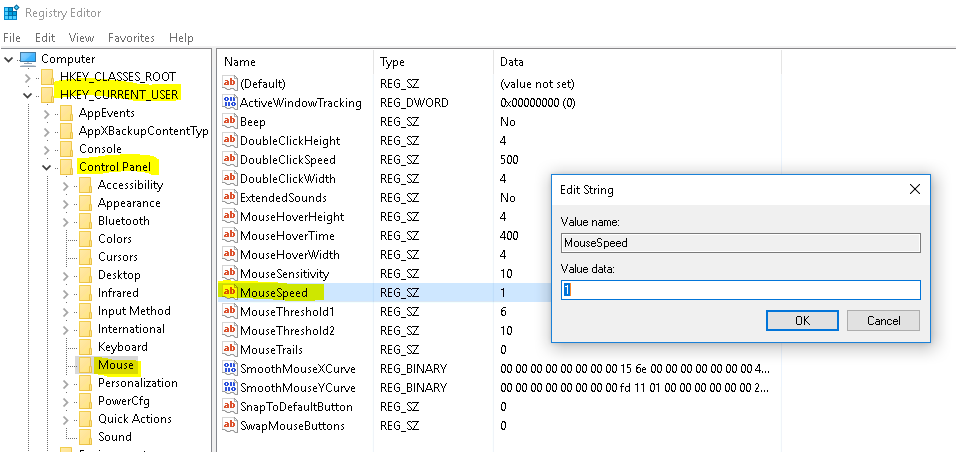 Registry Editor
File Edit View Favorites Help
Computer
HKEY_CLASSES_ROOT
HKEY_CURRENT_USER
AppEvents
AppXBackupContentTyp
Console
Control Panel
Accessibility
Appearance
Bluetooth
Colors
Cursors
Desktop
Infrared
Input Method
International
Keyboard
Mouse
Personalization
PowerCfg
Quick Actions
Sound
Name Type Data
(Default) REG_SZ (value not set)
ActiveWindowTracking REG_DWORD 0x00000000 (0)
Beep REG_SZ No
DoubleClickHeight REG_SZ 4
DoubleClickSpeed REG_SZ 500
DoubleClickWidth REG_SZ 4
ExtendedSounds REG_SZ No
MouseHoverHeight REG_SZ 4
MouseHoverTime REG_SZ 400
MouseHoverWidth REG_SZ 4
MouseSensitivity REG_SZ 10
MouseSpeed REG_SZ 1
MouseThreshold1 REG_SZ 6
MouseThreshold2 REG_SZ 10
MouseTrails REG_SZ 0
SmoothMouseXCurve REG_BINARY 00 00 00 00 00 00 00 00 15 6e 00 00 00 00 00 00 4...
SmoothMouseYCurve REG_BINARY 00 00 00 00 00 00 00 00 fd 11 01 00 00 00 00 00 2...
SnapToDefaultButton REG_SZ 0
SwapMouseButtons REG_SZ 0
Edit String
Value name:
MouseSpeed
Value data:
1
OK Cancel